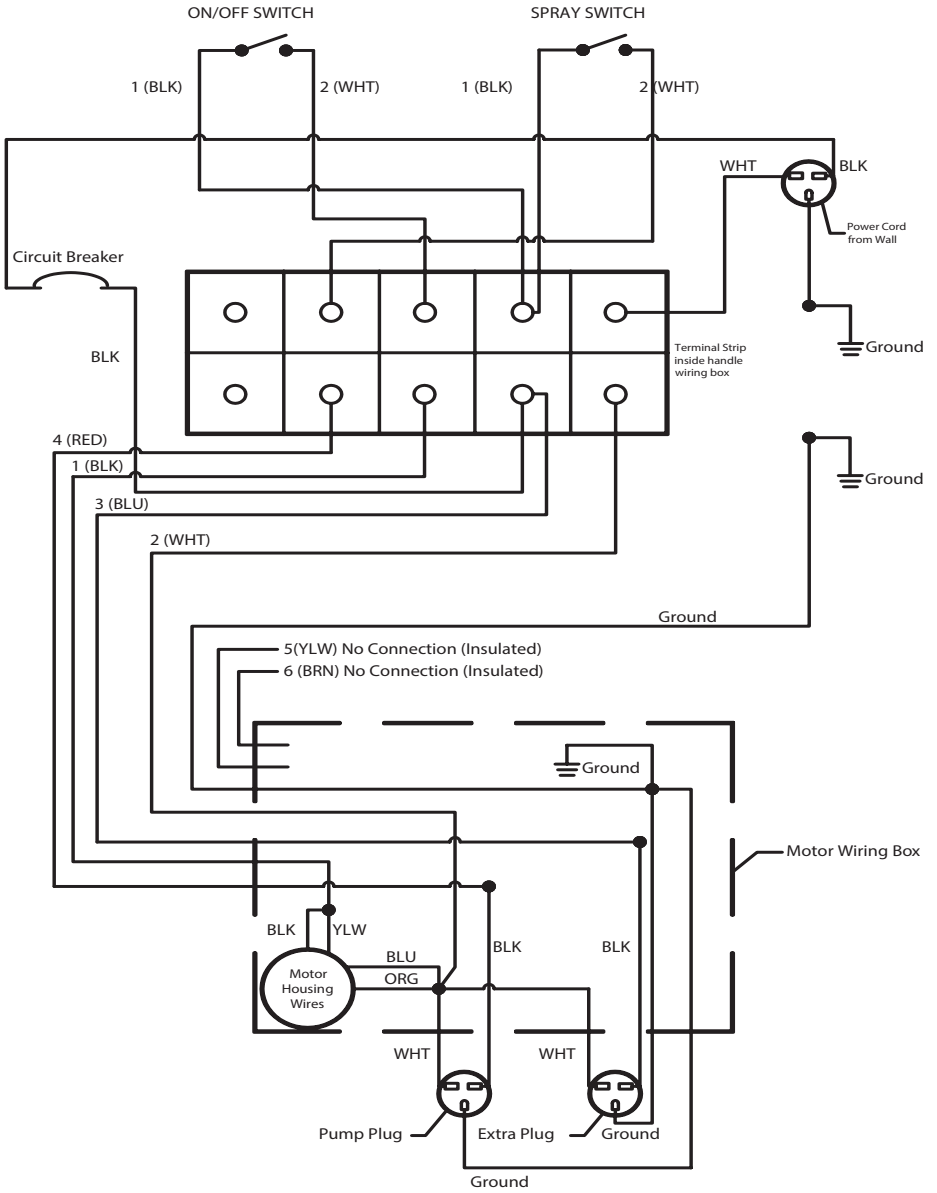 ON/OFF SWITCH
SPRAY SWITCH
1 (BLK)
2 (WHT)
1 (BLK)
2 (WHT)
WHT
BLK
Power Cord
from Wall
Circuit Breaker
Ground
Terminal Strip
inside handle
wiring box
BLK
4 (RED)
1 (BLK)
Ground
3 (BLU)
2 (WHT)
Ground
5(YLW) No Connection (Insulated)
6 (BRN) No Connection (Insulated)
Ground
Motor Wiring Box
BLK
YLW
BLK
BLK
BLU
ORG
Motor
Housing
Wires
WHT
WHT
Pump Plug
Extra Plug
Ground
Ground